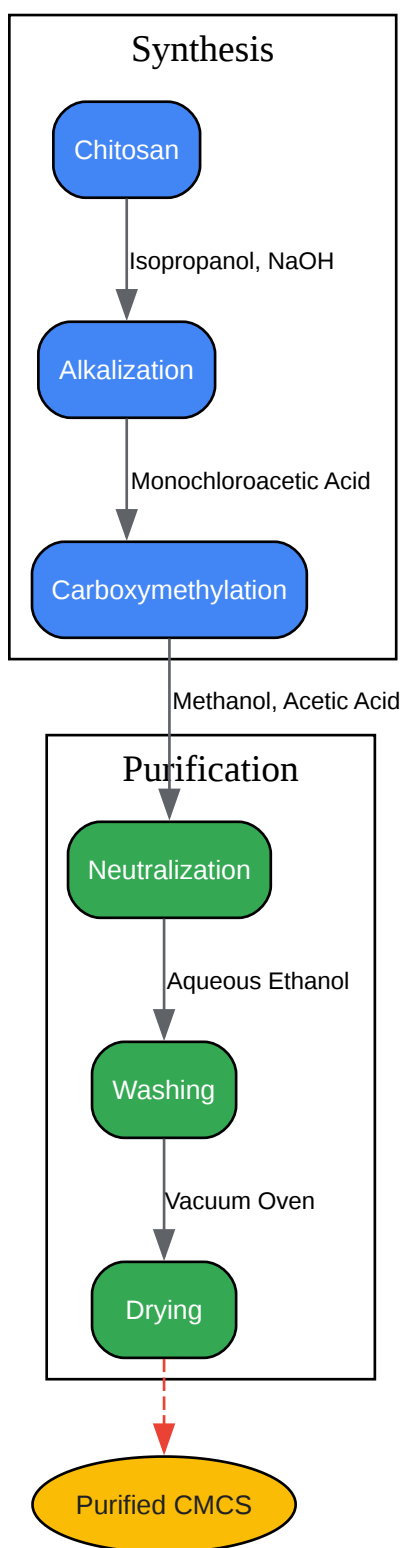 Synthesis
Chitosan
Isopropanol, NaOH
Alkalization
Monochloroacetic Acid
Carboxymethylation
Methanol, Acetic Acid
Purification
Neutralization
Aqueous Ethanol
Washing
Vacuum Oven
Drying
Purified CMCS